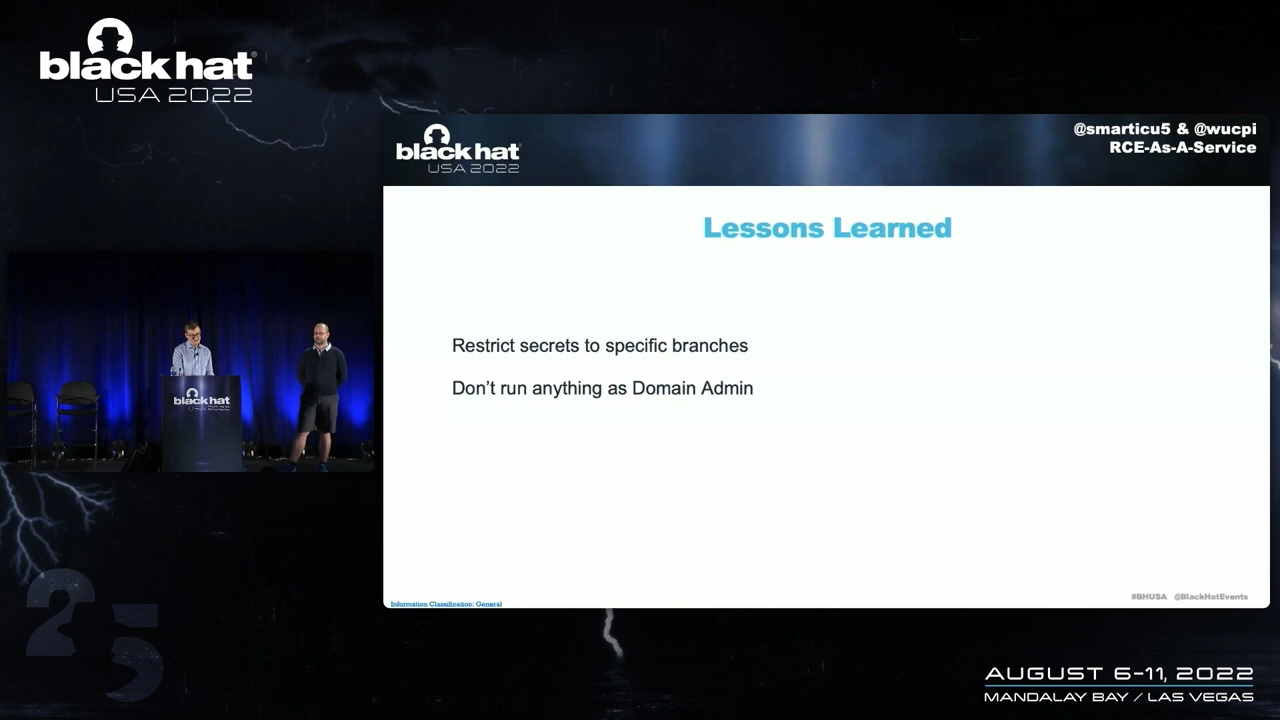 black hat®
USA 2022
black hat
USA 2022
@smarticu5 & @wucpi
RCE-As-A-Service
Lessons Learned
Restrict secrets to specific branches
Don't run anything as Domain Admin
black hat
USA 2022
Information Classification: General
#BHUSA @BlackHatEvents
25
AUGUST 6-11, 2022
MANDALAY BAY / LAS VEGAS